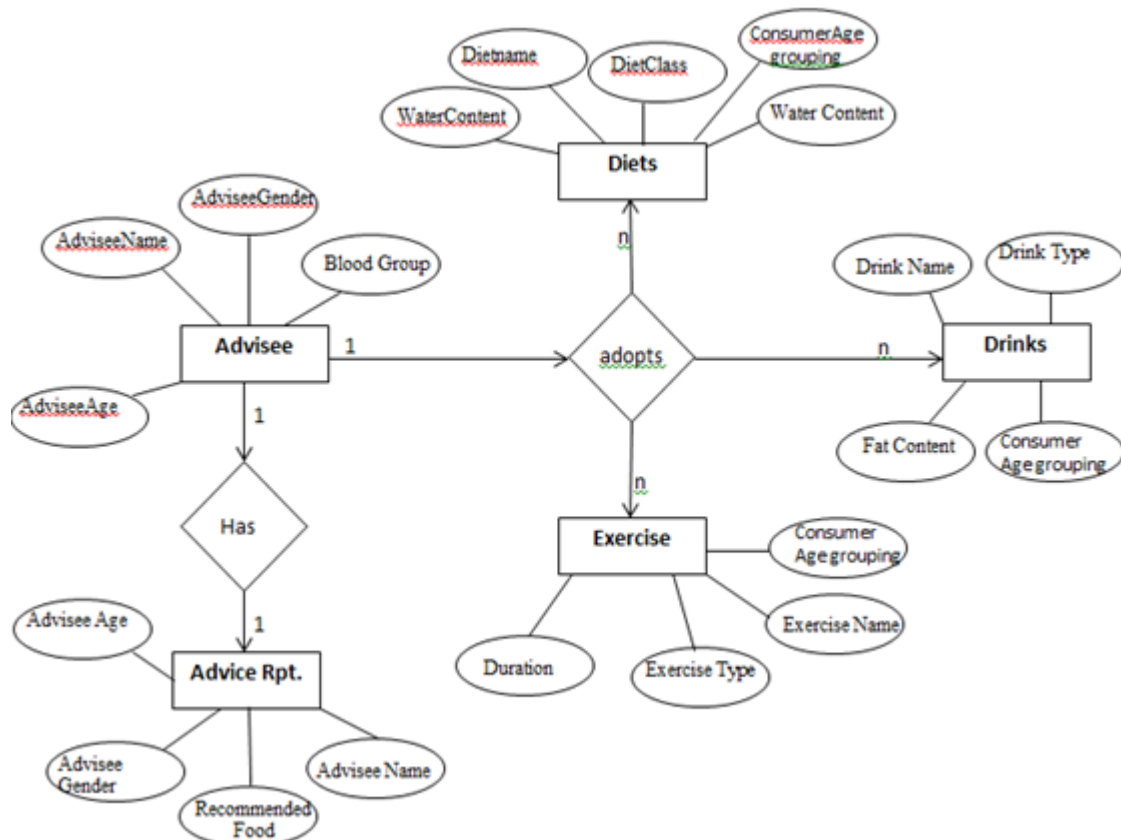 ConsumerAge
grouping
Dietname
DietClass
WaterContent
Water Content
Diets
AdviseeGender
AdviseeName
Blood Group
n
Drink Name
Drink Type
Advisee
1
adopts
n
Drinks
AdviseeAge
1
Fat Content
Consumer
Age grouping
n
Has
Exercise
Consumer
Age grouping
Advisee Age
1
Exercise Name
Advice Rpt.
Duration
Exercise Type
Advisee
Gender
Advisee Name
Recommended
Food